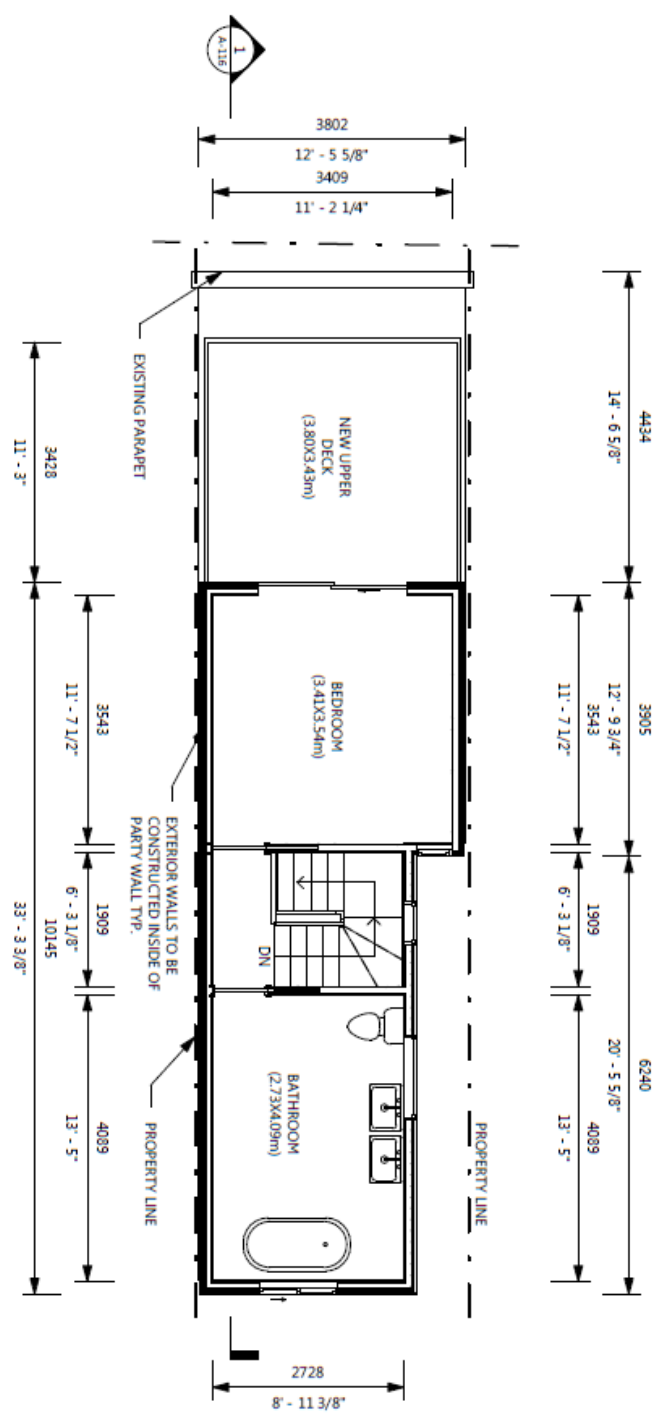 1
A-116
3802
12' - 5 5/8"
3409
11' - 2 1/4"
4434
14' - 6 5/8"
3905
12' - 9 3/4"
6240
20' - 5 5/8"
3543
11' - 7 1/2"
1909
6' - 3 1/8"
4089
13' - 5"
PROPERTY LINE
NEW UPPER
DECK
(3.80X3.43m)
BEDROOM
(3.41X3.54m)
DN
BATHROOM
(2.73X4.09m)
EXISTING PARAPET
EXTERIOR WALLS TO BE
CONSTRUCTED INSIDE OF
PARTY WALL TYP.
PROPERTY LINE
3543
11' - 7 1/2"
1909
6' - 3 1/8"
4089
13' - 5"
3428
11' - 3"
10145
33' - 3 3/8"
2728
8' - 11 3/8"